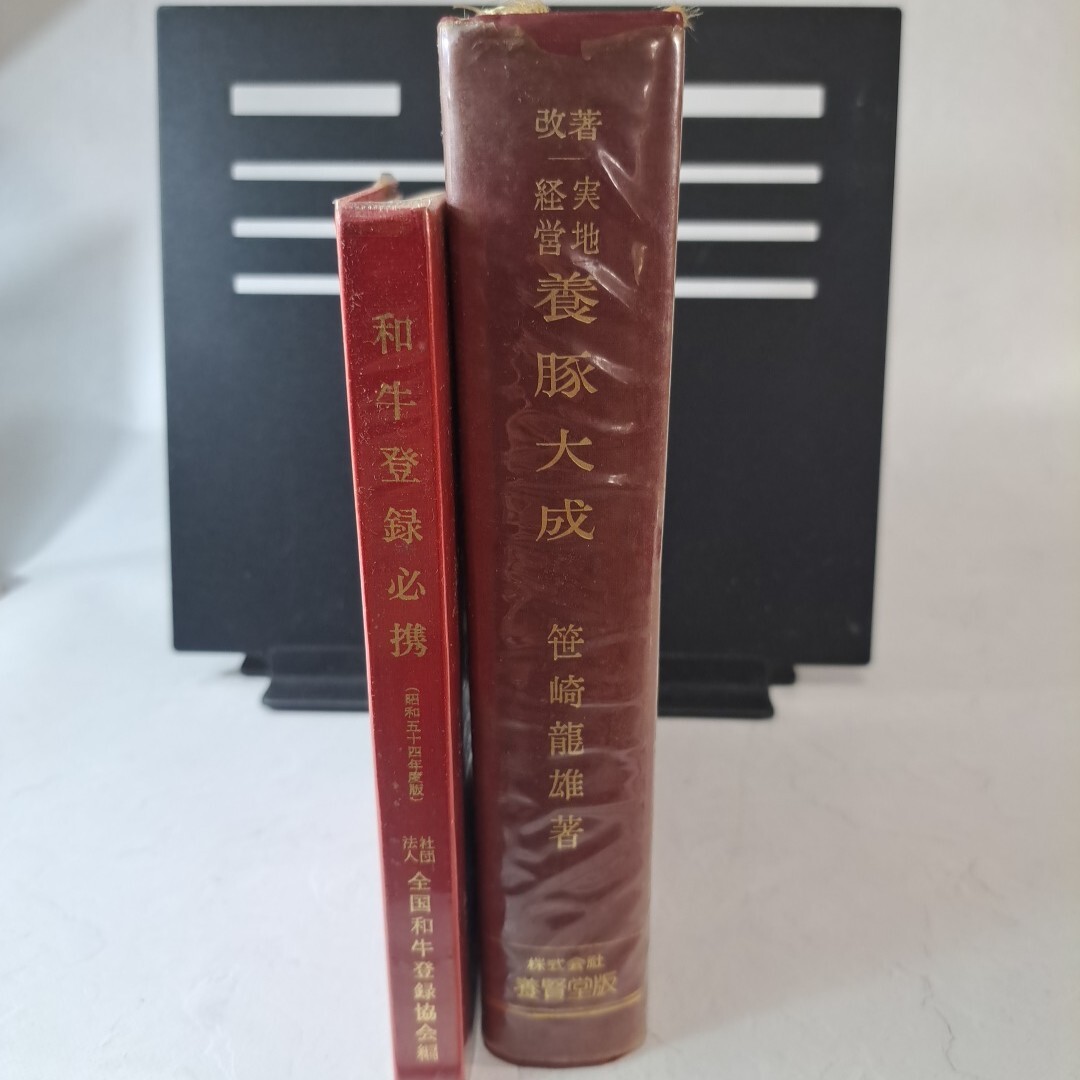 和牛登録必携
(昭和五十四年度版)
社団法人
全国和牛登録協会編
改著
実地経営
養豚大成
笹崎龍雄著
株式会社
養賢堂版